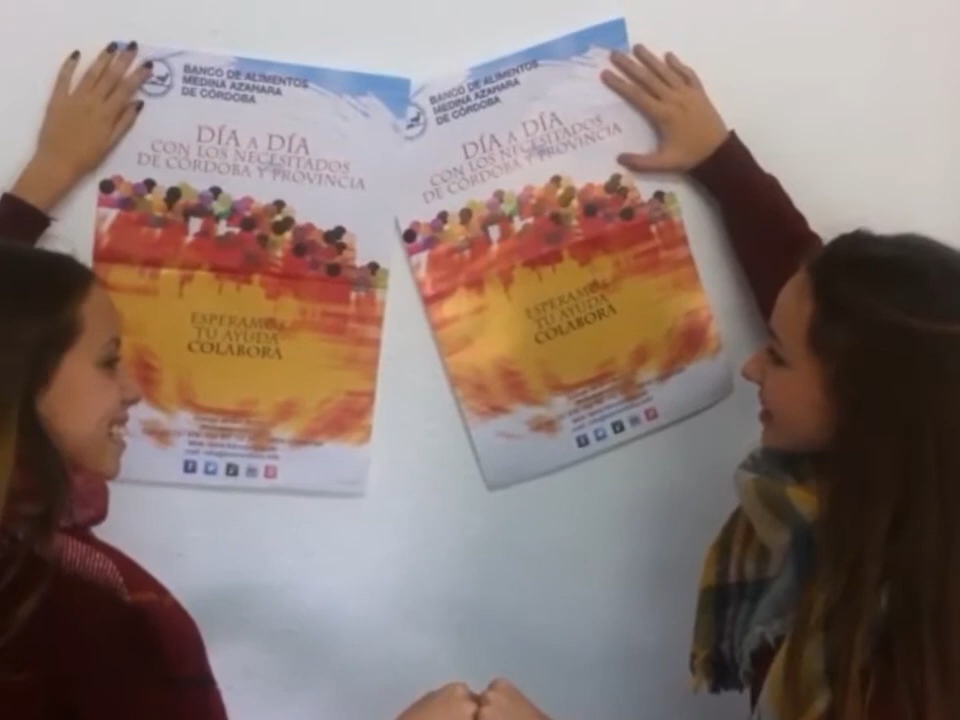 BANCO DE ALIMENTOS
MEDINA AZAHARA
DE CÓRDOBA
DÍA A DÍA
CON LOS NECESITADOS
DE CÓRDOBA Y PROVINCIA
ESPERAMOS
TU AYUDA
COLABORA
BANCO DE ALIMENTOS
MEDINA AZAHARA
DE CÓRDOBA
DÍA A DÍA
CON LOS NECESITADOS
DE CÓRDOBA Y PROVINCIA
ESPERAMOS
TU AYUDA
COLABORA